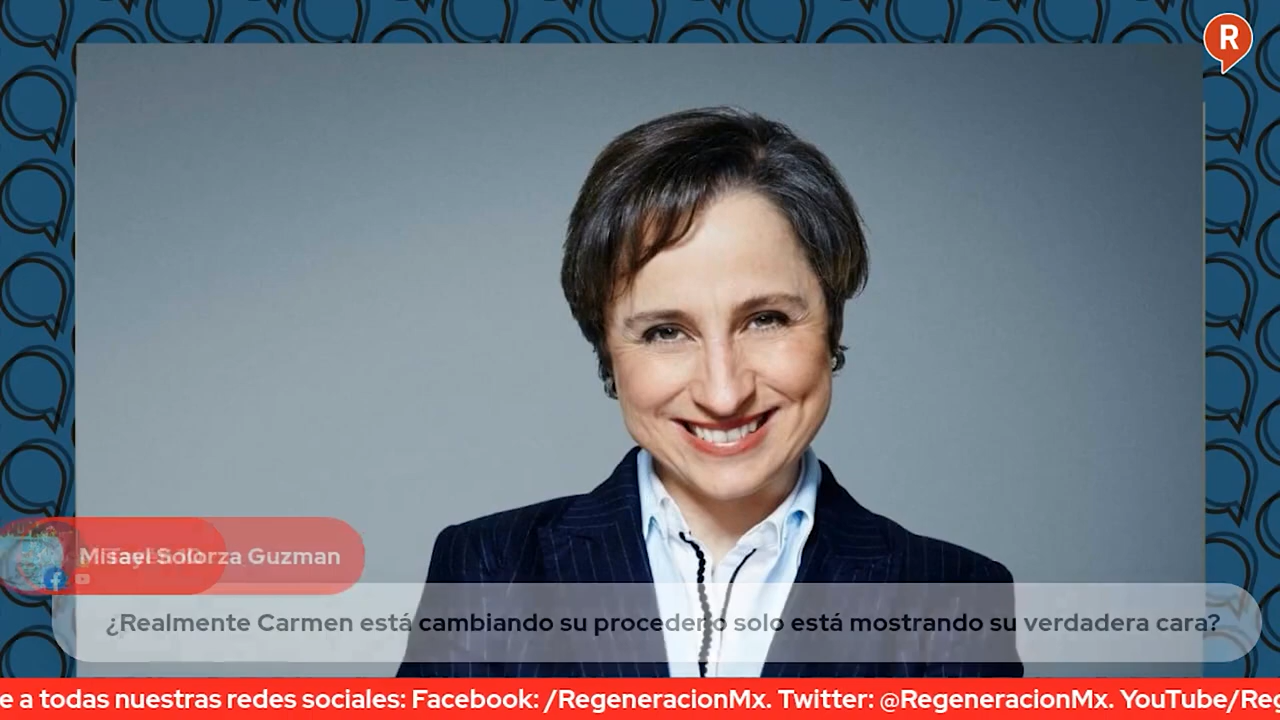 R
Misael Solorza Guzman
¿Realmente Carmen está cambiando su proceder o solo está mostrando su verdadera cara?
e a todas nuestras redes sociales: Facebook: /RegeneracionMx. Twitter: @RegeneracionMx. YouTube/Reg